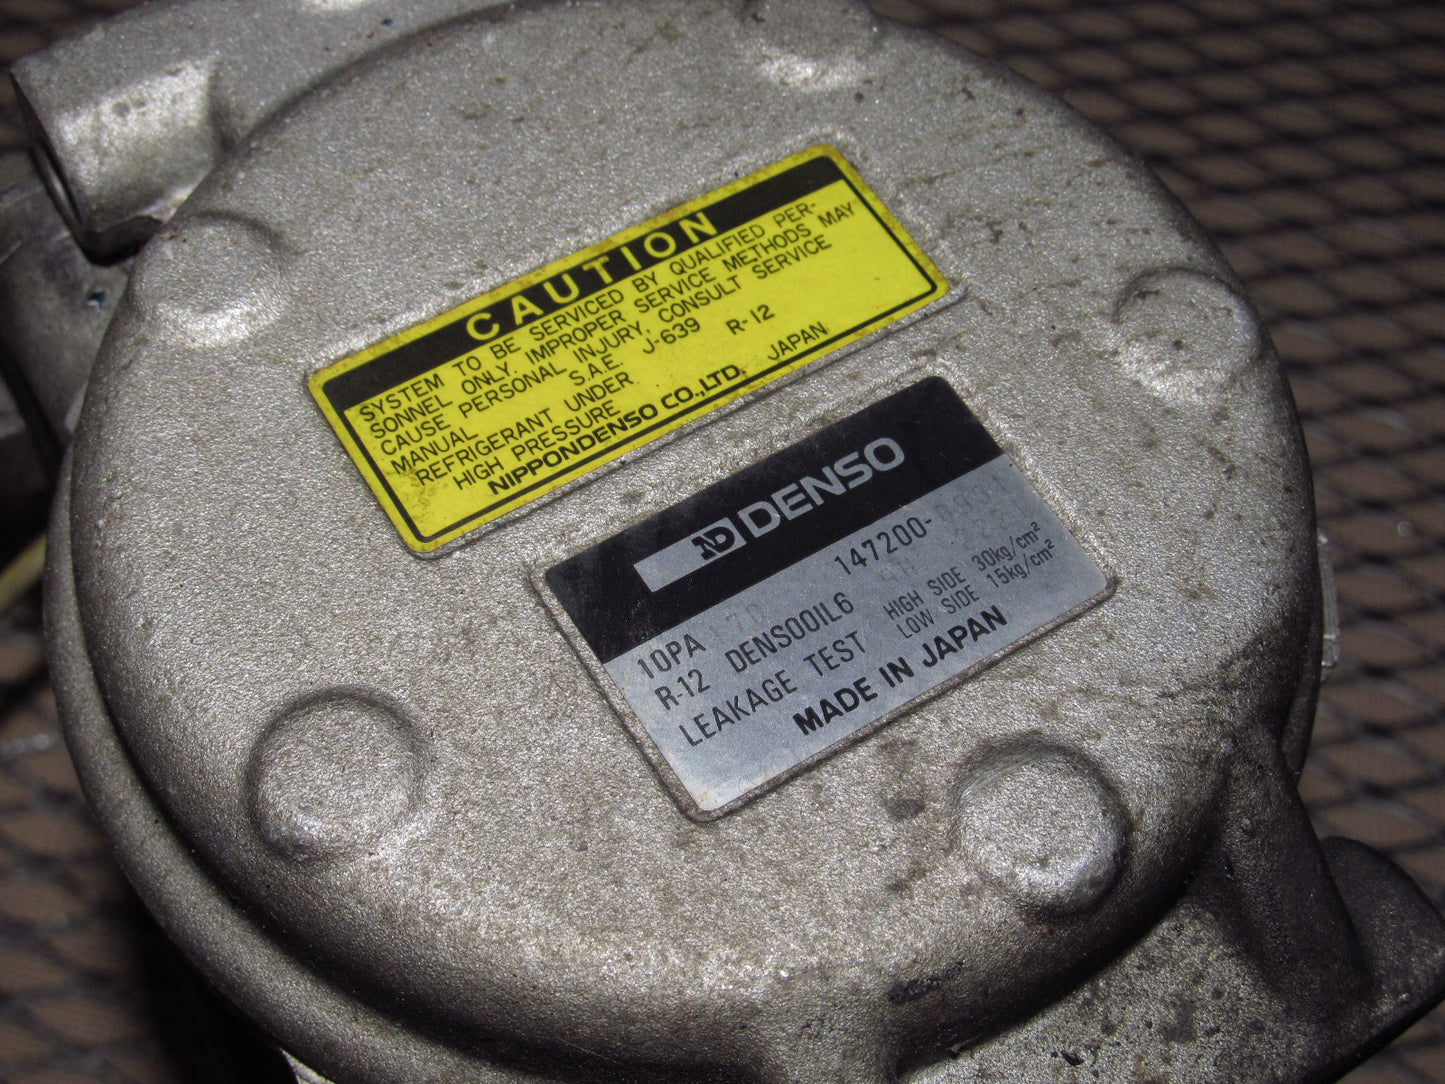 CAUTION
SYSTEM TO BE SERVICED BY QUALIFIED PER-
SONNEL ONLY IMPROPER SERVICE METHODS MAY
CAUSE PERSONAL INJURY, CONSULT SERVICE
MANUAL
REFRIGERANT UNDER S.A.E. J-639 R-12
HIGH PRESSURE
NIPPONDENSO CO.,LTD. JAPAN
ND DENSO
10PA 147200-
R-12 DENSOOIL6
LEAKAGE TEST HIGH SIDE 30kg/cm²
LOW SIDE 15kg/cm²
MADE IN JAPAN